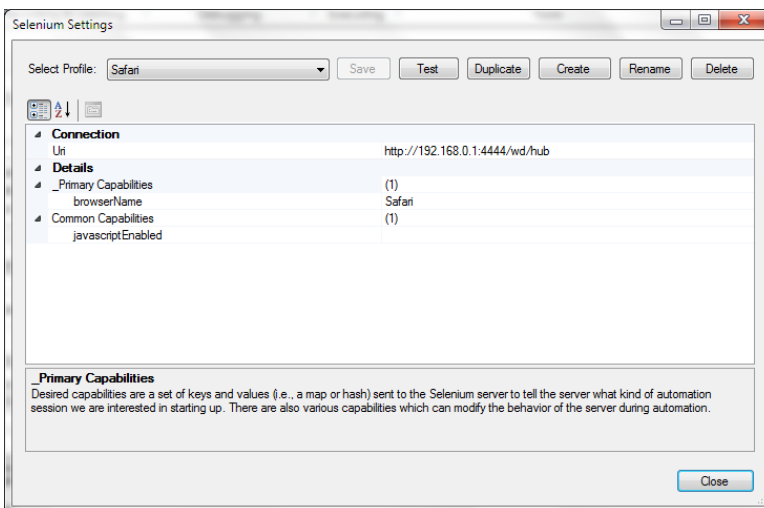 Selenium Settings
Select Profile: Safari Save Test Duplicate Create Rename Delete
Connection
Uri http://192.168.0.1:4444/wd/hub
Details
_Primary Capabilities (1)
browserName Safari
Common Capabilities (1)
javascriptEnabled
_Primary Capabilities
Desired capabilities are a set of keys and values (i.e., a map or hash) sent to the Selenium server to tell the server what kind of automation
session we are interested in starting up. There are also various capabilities which can modify the behavior of the server during automation.
Close